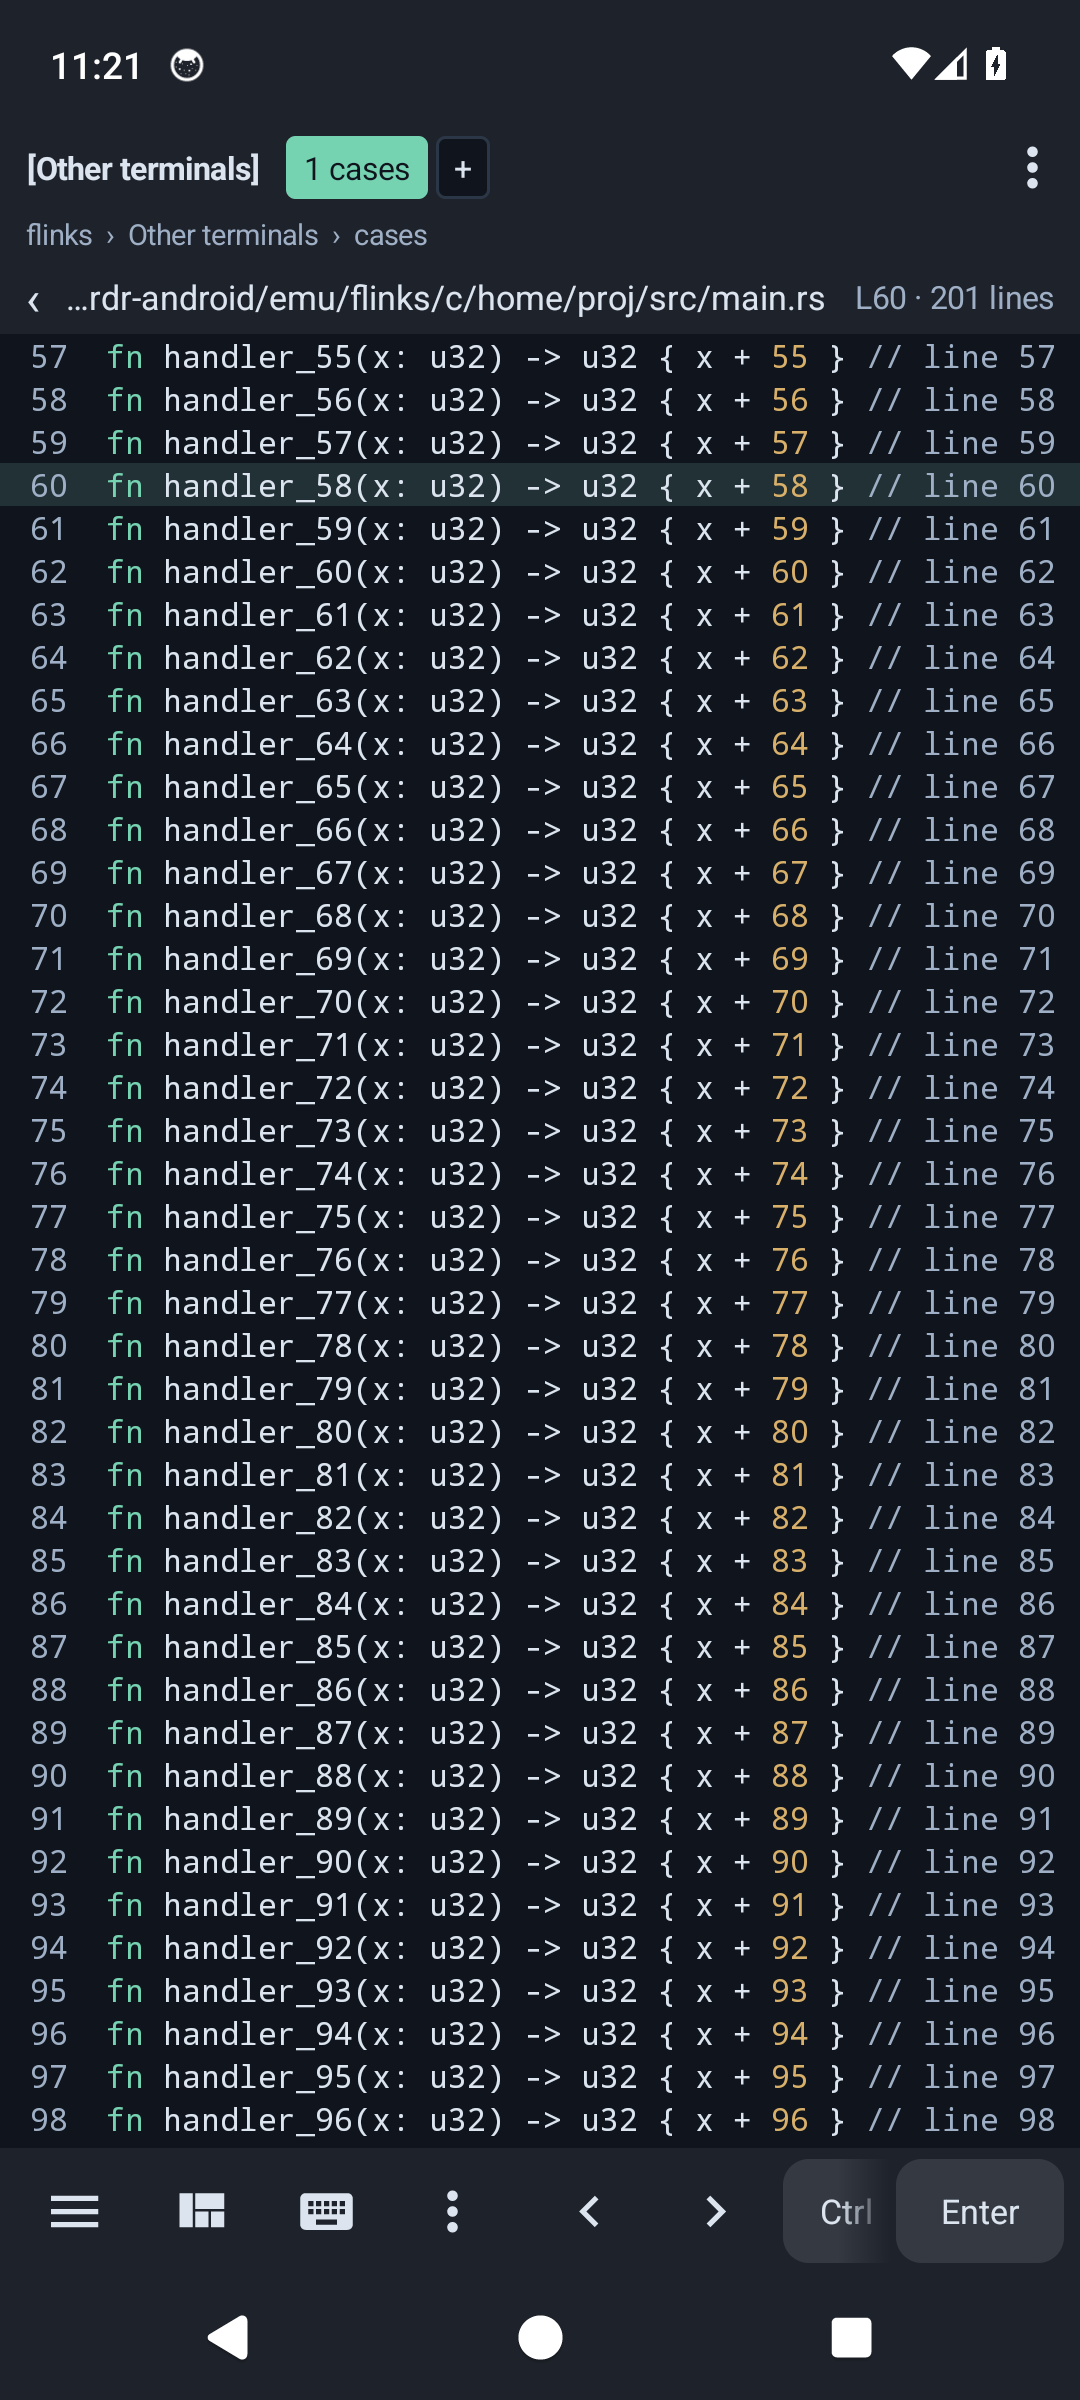 11:21
[Other terminals] 1 cases +
flinks › Other terminals › cases
‹ …rdr-android/emu/flinks/c/home/proj/src/main.rs L60 · 201 lines
57 fn handler_55(x: u32) -> u32 { x + 55 } // line 57
58 fn handler_56(x: u32) -> u32 { x + 56 } // line 58
59 fn handler_57(x: u32) -> u32 { x + 57 } // line 59
60 fn handler_58(x: u32) -> u32 { x + 58 } // line 60
61 fn handler_59(x: u32) -> u32 { x + 59 } // line 61
62 fn handler_60(x: u32) -> u32 { x + 60 } // line 62
63 fn handler_61(x: u32) -> u32 { x + 61 } // line 63
64 fn handler_62(x: u32) -> u32 { x + 62 } // line 64
65 fn handler_63(x: u32) -> u32 { x + 63 } // line 65
66 fn handler_64(x: u32) -> u32 { x + 64 } // line 66
67 fn handler_65(x: u32) -> u32 { x + 65 } // line 67
68 fn handler_66(x: u32) -> u32 { x + 66 } // line 68
69 fn handler_67(x: u32) -> u32 { x + 67 } // line 69
70 fn handler_68(x: u32) -> u32 { x + 68 } // line 70
71 fn handler_69(x: u32) -> u32 { x + 69 } // line 71
72 fn handler_70(x: u32) -> u32 { x + 70 } // line 72
73 fn handler_71(x: u32) -> u32 { x + 71 } // line 73
74 fn handler_72(x: u32) -> u32 { x + 72 } // line 74
75 fn handler_73(x: u32) -> u32 { x + 73 } // line 75
76 fn handler_74(x: u32) -> u32 { x + 74 } // line 76
77 fn handler_75(x: u32) -> u32 { x + 75 } // line 77
78 fn handler_76(x: u32) -> u32 { x + 76 } // line 78
79 fn handler_77(x: u32) -> u32 { x + 77 } // line 79
80 fn handler_78(x: u32) -> u32 { x + 78 } // line 80
81 fn handler_79(x: u32) -> u32 { x + 79 } // line 81
82 fn handler_80(x: u32) -> u32 { x + 80 } // line 82
83 fn handler_81(x: u32) -> u32 { x + 81 } // line 83
84 fn handler_82(x: u32) -> u32 { x + 82 } // line 84
85 fn handler_83(x: u32) -> u32 { x + 83 } // line 85
86 fn handler_84(x: u32) -> u32 { x + 84 } // line 86
87 fn handler_85(x: u32) -> u32 { x + 85 } // line 87
88 fn handler_86(x: u32) -> u32 { x + 86 } // line 88
89 fn handler_87(x: u32) -> u32 { x + 87 } // line 89
90 fn handler_88(x: u32) -> u32 { x + 88 } // line 90
91 fn handler_89(x: u32) -> u32 { x + 89 } // line 91
92 fn handler_90(x: u32) -> u32 { x + 90 } // line 92
93 fn handler_91(x: u32) -> u32 { x + 91 } // line 93
94 fn handler_92(x: u32) -> u32 { x + 92 } // line 94
95 fn handler_93(x: u32) -> u32 { x + 93 } // line 95
96 fn handler_94(x: u32) -> u32 { x + 94 } // line 96
97 fn handler_95(x: u32) -> u32 { x + 95 } // line 97
98 fn handler_96(x: u32) -> u32 { x + 96 } // line 98
Ctrl Enter